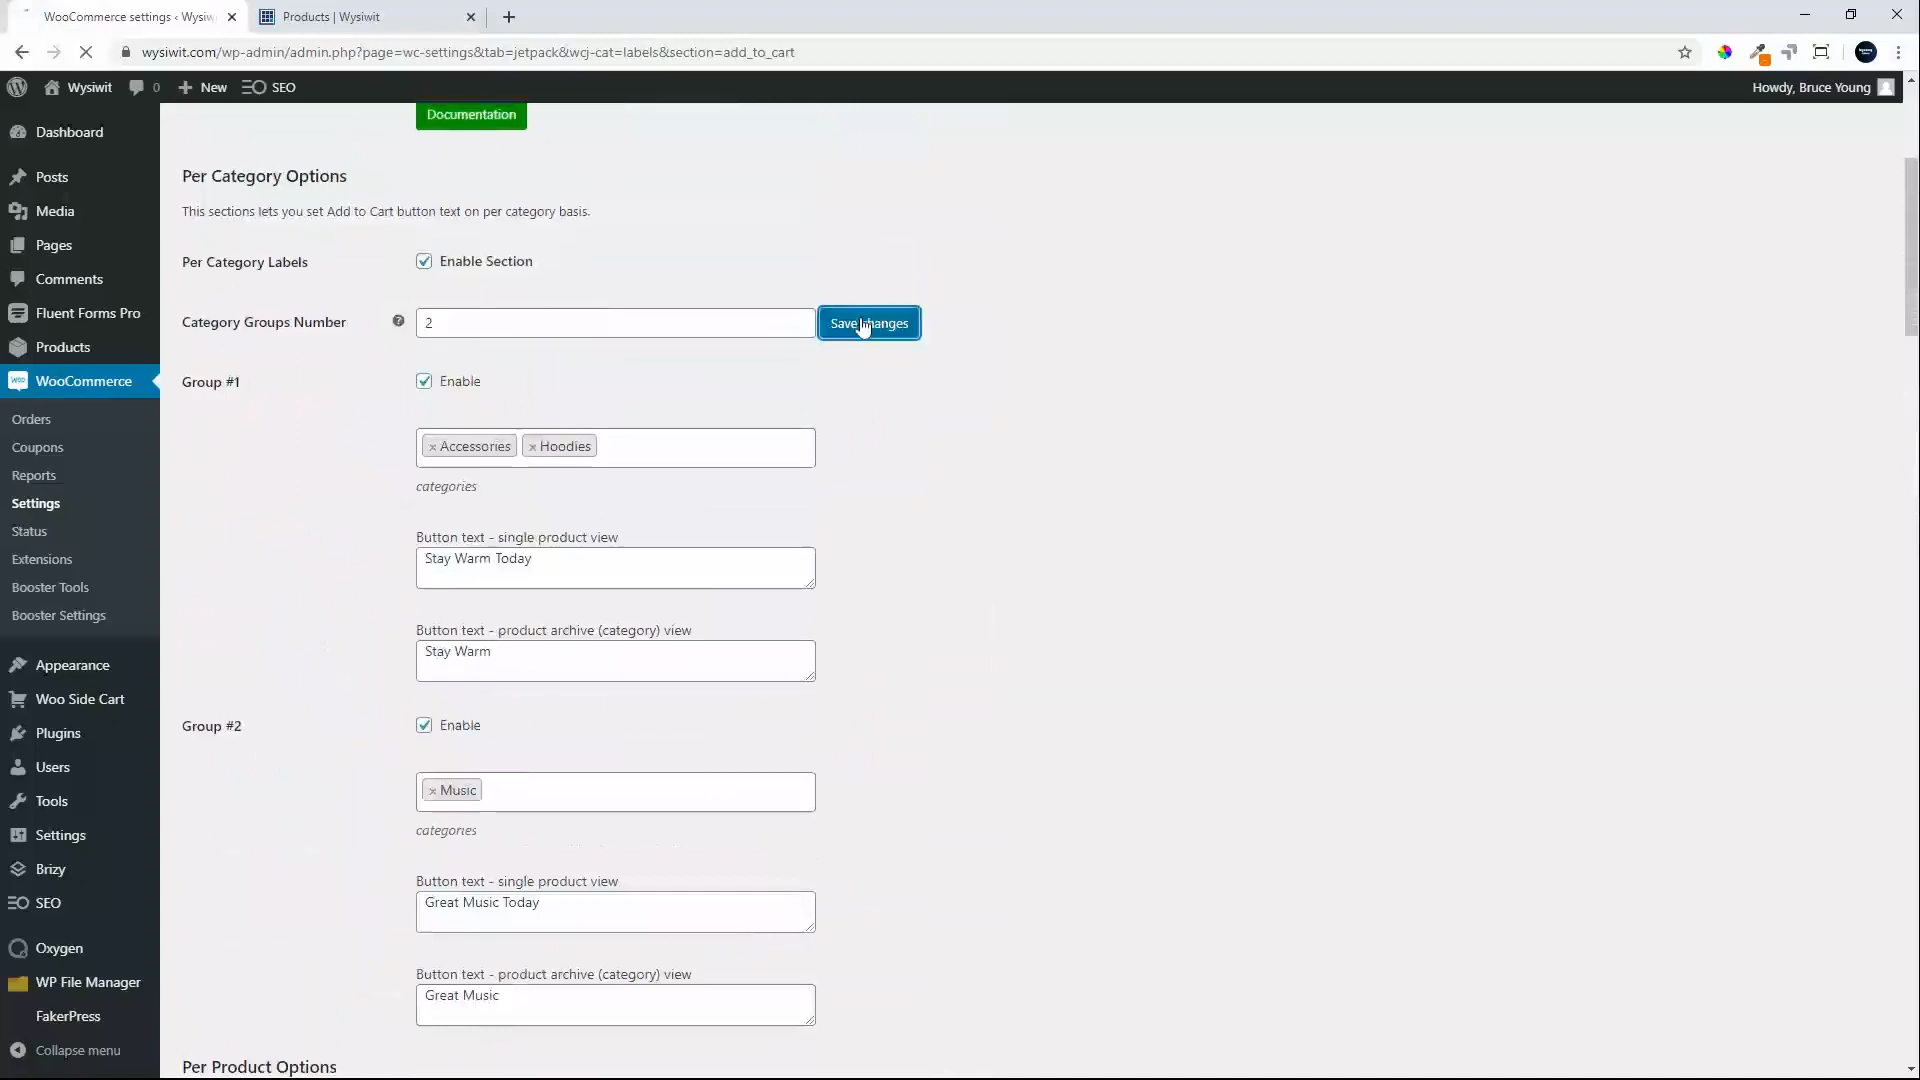 WooCommerce settings ‹ Wysiw
Products | Wysiwit
wysiwit.com/wp-admin/admin.php?page=wc-settings&tab=jetpack&wcj-cat=labels&section=add_to_cart
Wysiwit
0
New
SEO
Howdy, Bruce Young
Dashboard
Posts
Media
Pages
Comments
Fluent Forms Pro
Products
WooCommerce
Orders
Coupons
Reports
Settings
Status
Extensions
Booster Tools
Booster Settings
Appearance
Woo Side Cart
Plugins
Users
Tools
Settings
Brizy
SEO
Oxygen
WP File Manager
FakerPress
Collapse menu
Documentation
Per Category Options
This sections lets you set Add to Cart button text on per category basis.
Per Category Labels
Enable Section
Category Groups Number
2
Save changes
Group #1
Enable
× Accessories × Hoodies
categories
Button text - single product view
Stay Warm Today
Button text - product archive (category) view
Stay Warm
Group #2
Enable
× Music
categories
Button text - single product view
Great Music Today
Button text - product archive (category) view
Great Music
Per Product Options